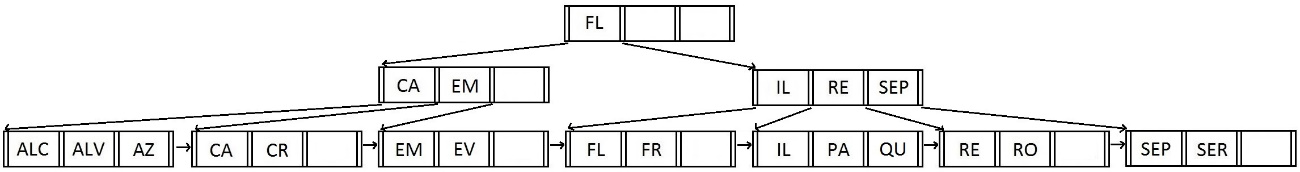 FL
CA EM
IL RE SEP
ALC ALV AZ CA CR EM EV FL FR IL PA QU RE RO SEP SER